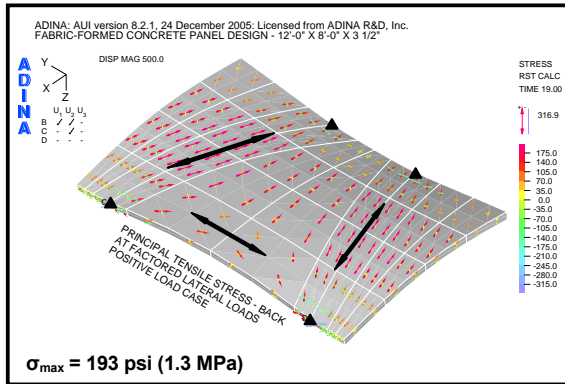 ADINA: AUI version 8.2.1, 24 December 2005: Licensed from ADINA R&D, Inc.
FABRIC-FORMED CONCRETE PANEL DESIGN - 12'-0" X 8'-0" X 3 1/2"
ADINA
DISP MAG 500.0
Y
X
Z
U1 U2 U3
B / / -
C - / -
D - - -
STRESS
RST CALC
TIME 19.00
316.9
175.0
140.0
105.0
70.0
35.0
0.0
-35.0
-70.0
-105.0
-140.0
-175.0
-210.0
-245.0
-280.0
-315.0
C
B
PRINCIPAL TENSILE STRESS - BACK
AT FACTORED LATERAL LOADS
POSITIVE LOAD CASE
σmax = 193 psi (1.3 MPa)